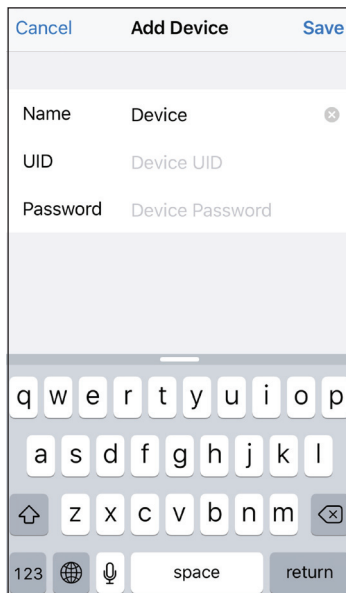 Cancel Add Device Save
Name Device
UID Device UID
Password Device Password
q w e r t y u i o p
a s d f g h j k l
z x c v b n m
123 space return